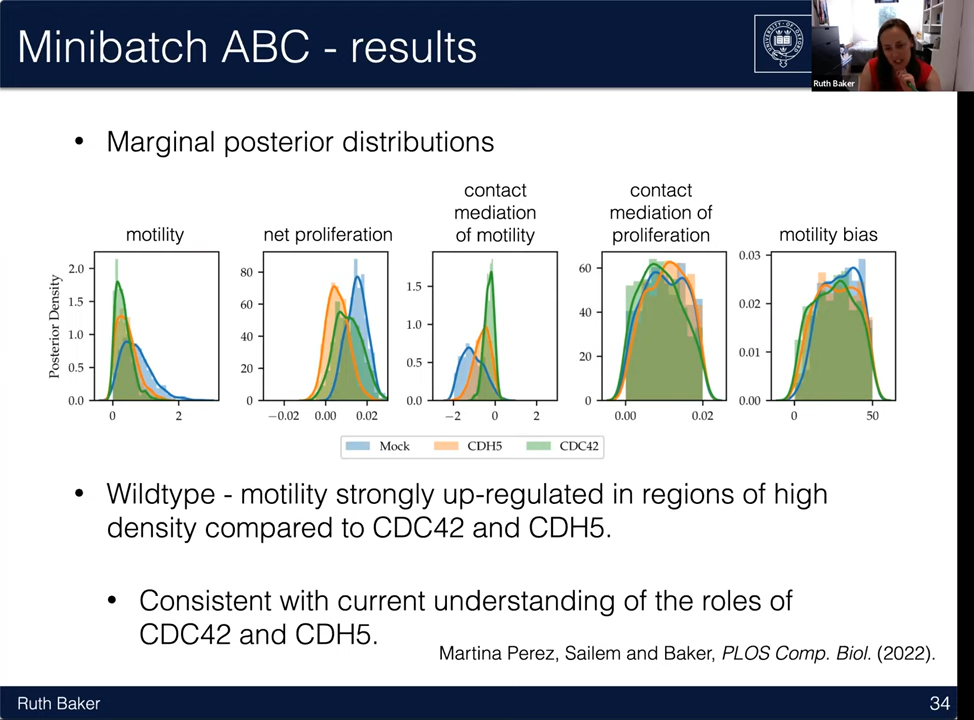 Minibatch ABC - results
Ruth Baker
• Marginal posterior distributions
motility
net proliferation
contact
mediation
of motility
contact
mediation of
proliferation
motility bias
Posterior Density
2.0
1.5
1.0
0.5
0.0
0
2
80
60
40
20
0
−0.02
0.00
0.02
1.5
1.0
0.5
0.0
−2
0
2
60
40
20
0
0.00
0.02
0.03
0.02
0.01
0.00
0
50
Mock CDH5 CDC42
• Wildtype - motility strongly up-regulated in regions of high
density compared to CDC42 and CDH5.
• Consistent with current understanding of the roles of
CDC42 and CDH5.
Martina Perez, Sailem and Baker, PLOS Comp. Biol. (2022).
Ruth Baker
34